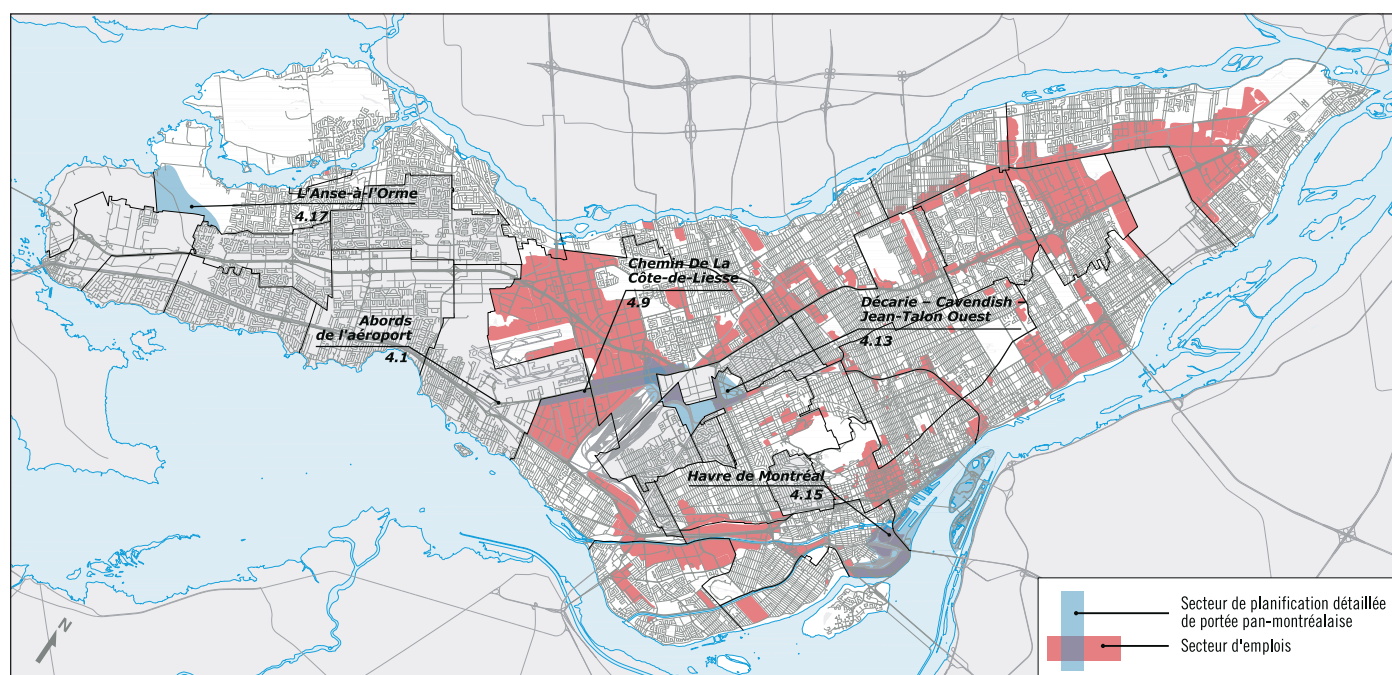 L'Anse-à-l'Orme
4.17
Chemin De La
Côte-de-Liesse
4.9
Décarie – Cavendish –
Jean-Talon Ouest
4.13
Abords
de l'aéroport
4.1
Havre de Montréal
4.15
N
Secteur de planification détaillée
de portée pan-montréalaise
Secteur d'emplois